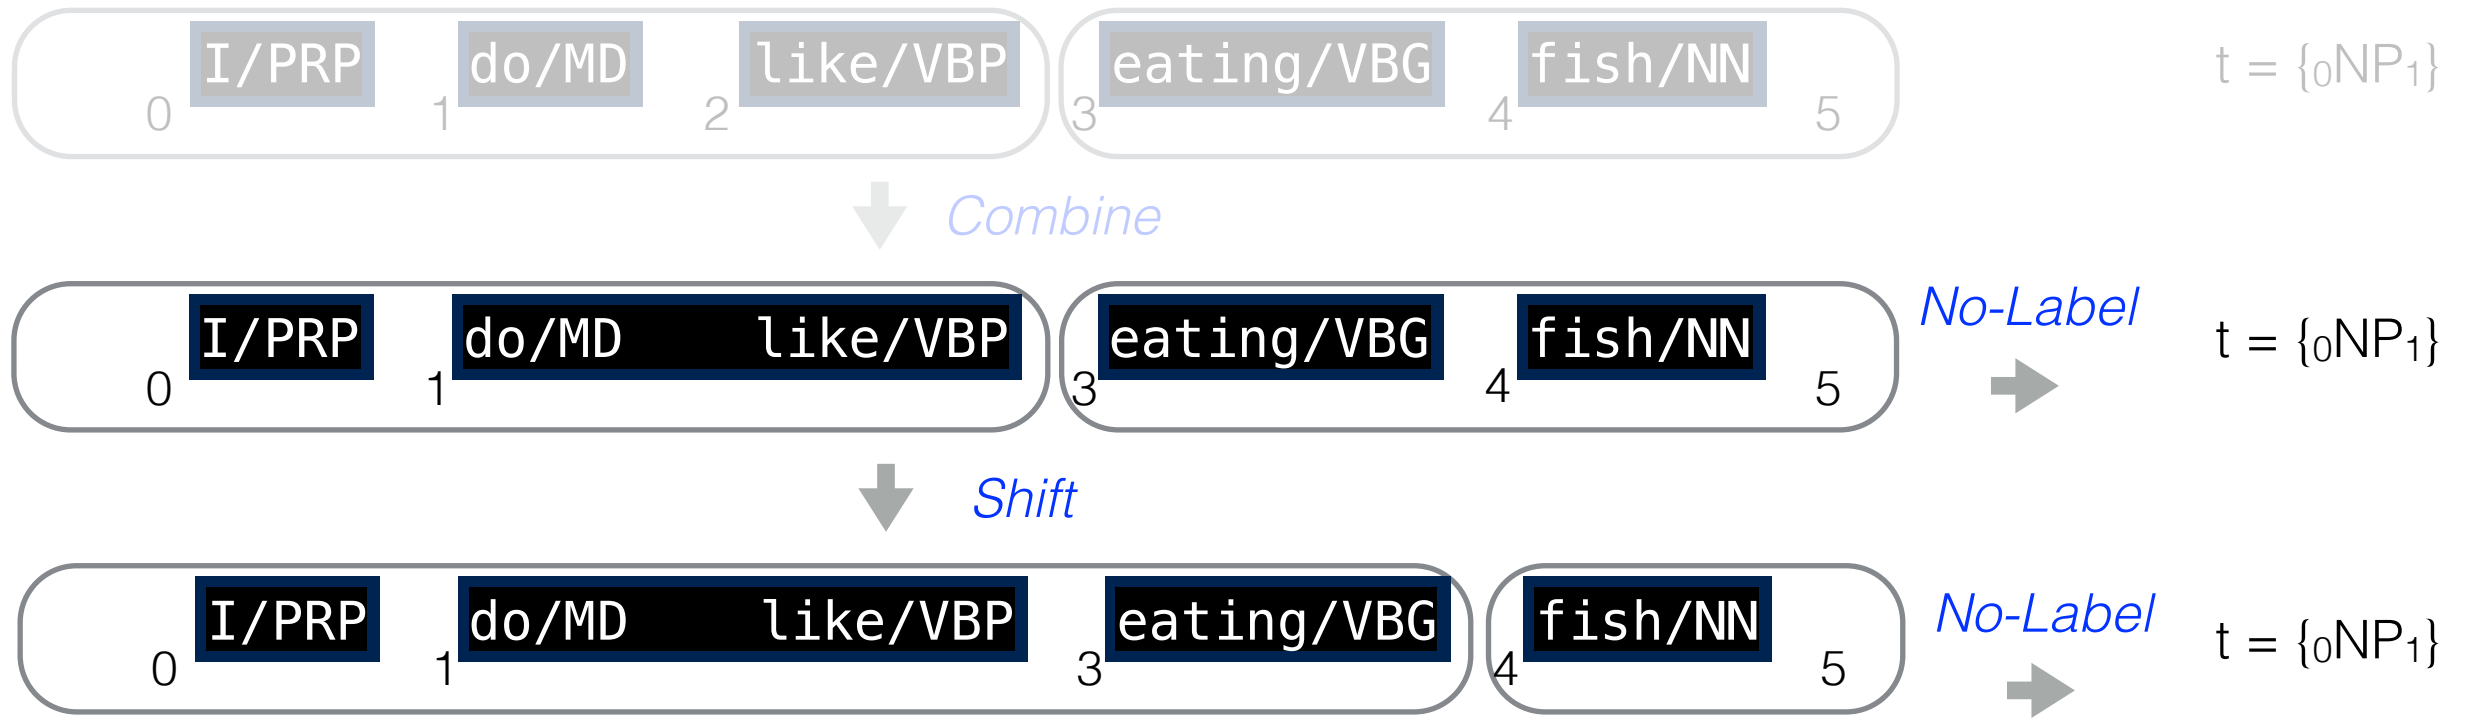 I/PRP do/MD like/VBP eating/VBG fish/NN t = {₀NP₁}
0 1 2 3 4 5
Combine
No-Label
I/PRP do/MD like/VBP eating/VBG fish/NN t = {₀NP₁}
0 1 3 4 5
Shift
I/PRP do/MD like/VBP eating/VBG fish/NN No-Label t = {₀NP₁}
0 1 3 4 5